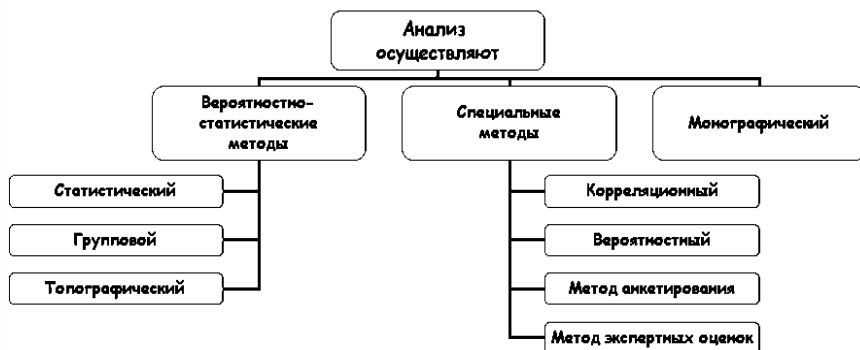 Анализ
осуществляют
Вероятностно-
статистические
методы
Специальные
методы
Монографический
Статистический
Групповой
Топографический
Корреляционный
Вероятностный
Метод анкетирования
Метод экспертных оценок